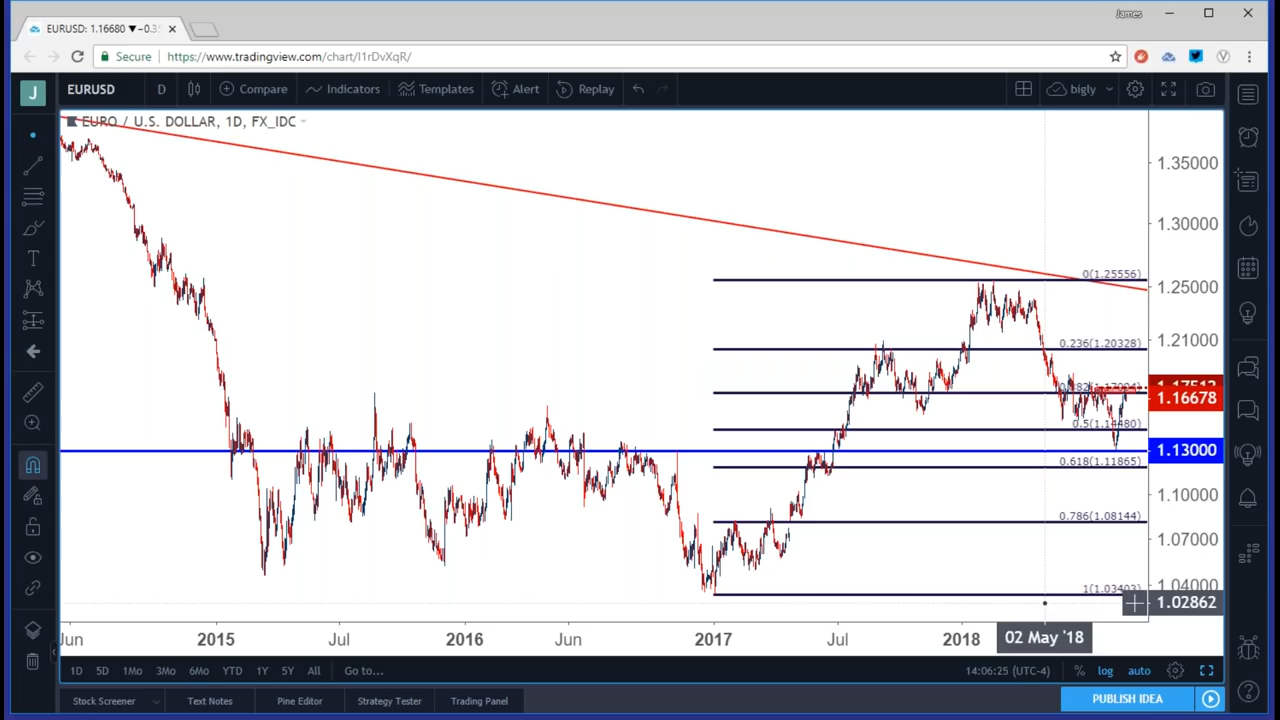 James
EURUSD: 1.16680 ▼−0.3
Secure
https://www.tradingview.com/chart/I1rDvXqR/
J
EURUSD D Compare Indicators Templates Alert Replay bigly
EURO / U.S. DOLLAR, 1D, FX_IDC
1.35000
1.30000
0(1.25556)
1.25000
0.236(1.20328)
1.21000
1.17513
1.16678
0.5(1.14480)
1.13000
0.618(1.11865)
1.10000
0.786(1.08144)
1.07000
1(1.03403)
1.04000
1.02862
Jun 2015 Jul 2016 Jun 2017 Jul 2018 02 May '18
1D 5D 1Mo 3Mo 6Mo YTD 1Y 5Y All Go to... 14:06:25 (UTC-4) % log auto
Stock Screener Text Notes Pine Editor Strategy Tester Trading Panel PUBLISH IDEA